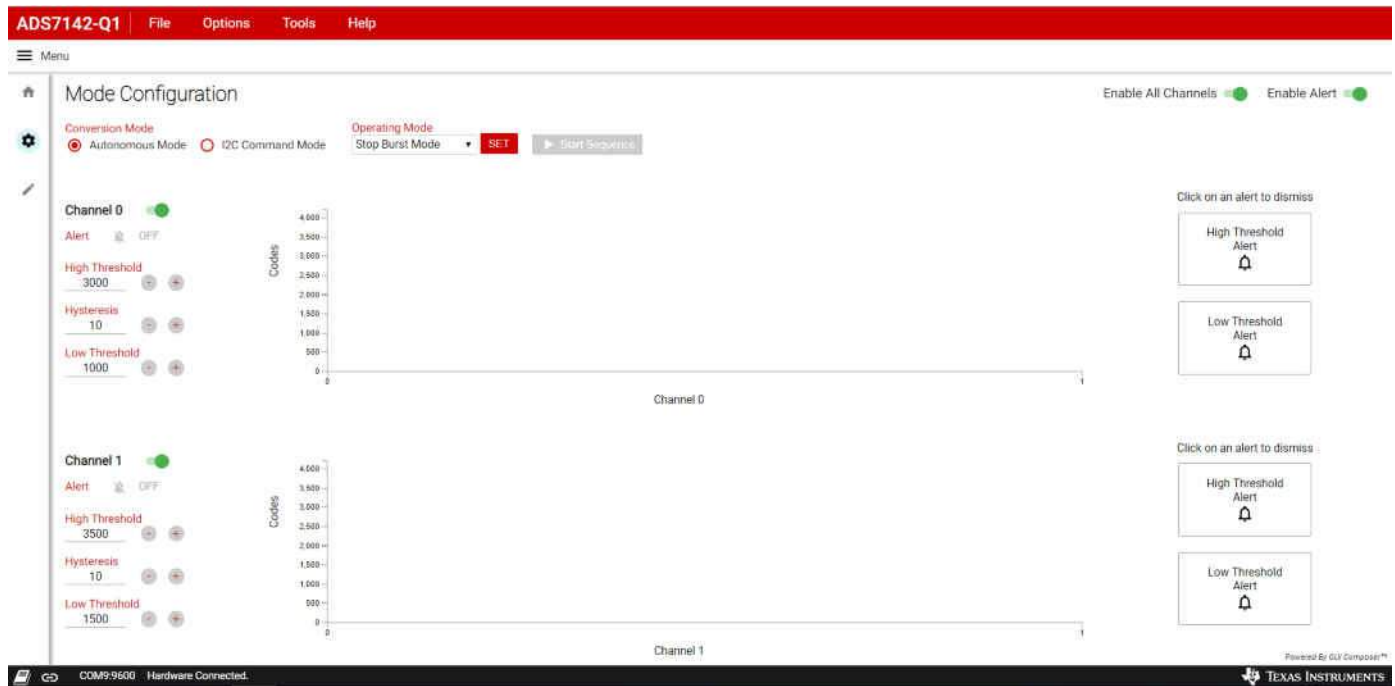 ADS7142-Q1 File Options Tools Help
Menu
Mode Configuration
Enable All Channels Enable Alert
Conversion Mode
Autonomous Mode I2C Command Mode
Operating Mode
Stop Burst Mode SET Start Sequence
Channel 0
Alert OFF
High Threshold
3000 - +
Hysteresis
10 - +
Low Threshold
1000 - +
Codes
4,000
3,500
3,000
2,500
2,000
1,500
1,000
500
0
0 1
Channel 0
Click on an alert to dismiss
High Threshold
Alert
Low Threshold
Alert
Channel 1
Alert OFF
High Threshold
3500 - +
Hysteresis
10 - +
Low Threshold
1500 - +
Codes
4,000
3,500
3,000
2,500
2,000
1,500
1,000
500
0
0 1
Channel 1
Click on an alert to dismiss
High Threshold
Alert
Low Threshold
Alert
Powered By GUI Composer™
COM9:9600 Hardware Connected.
TEXAS INSTRUMENTS